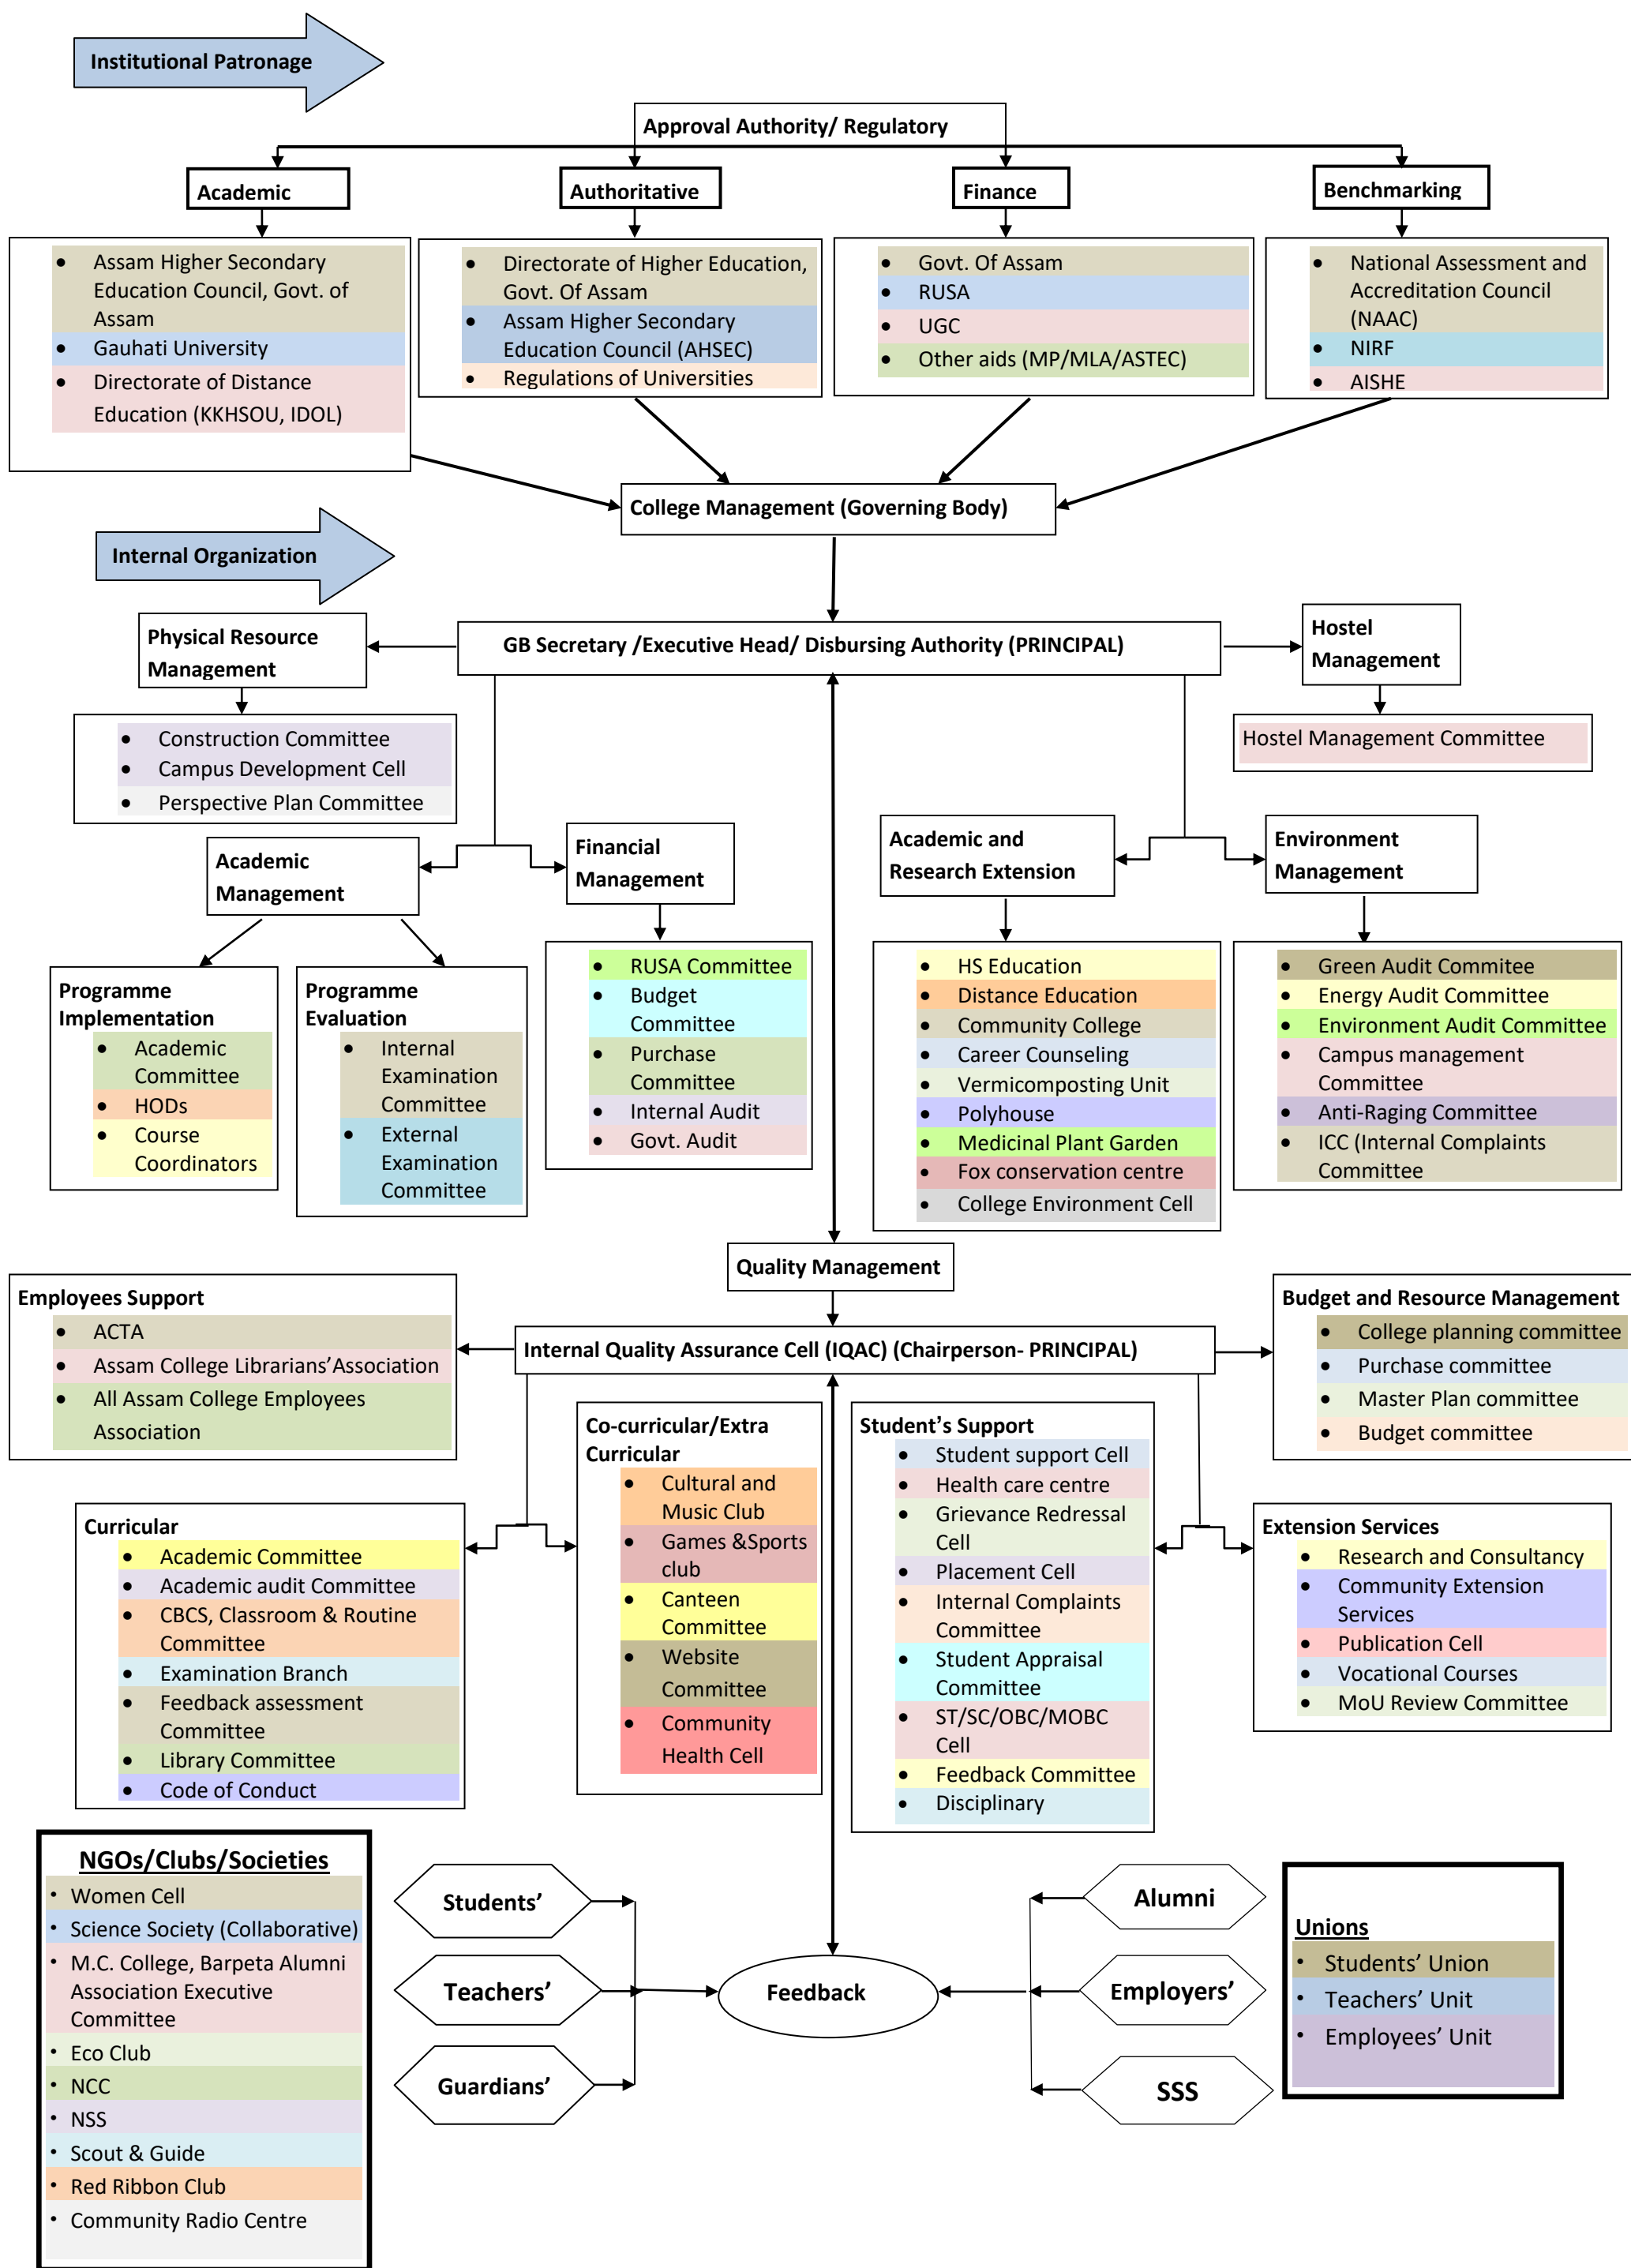 Institutional Patronage
Approval Authority/ Regulatory
Academic
Authoritative
Finance
Benchmarking
• Assam Higher Secondary
Education Council, Govt. of
Assam
• Gauhati University
• Directorate of Distance
Education (KKHSOU, IDOL)
• Directorate of Higher Education,
Govt. Of Assam
• Assam Higher Secondary
Education Council (AHSEC)
• Regulations of Universities
• Govt. Of Assam
• RUSA
• UGC
• Other aids (MP/MLA/ASTEC)
• National Assessment and
Accreditation Council
(NAAC)
• NIRF
• AISHE
College Management (Governing Body)
Internal Organization
Physical Resource
Management
GB Secretary /Executive Head/ Disbursing Authority (PRINCIPAL)
Hostel
Management
• Construction Committee
• Campus Development Cell
• Perspective Plan Committee
Hostel Management Committee
Academic
Management
Financial
Management
Academic and
Research Extension
Environment
Management
Programme
Implementation
• Academic
Committee
• HODs
• Course
Coordinators
Programme
Evaluation
• Internal
Examination
Committee
• External
Examination
Committee
• RUSA Committee
• Budget
Committee
• Purchase
Committee
• Internal Audit
• Govt. Audit
• HS Education
• Distance Education
• Community College
• Career Counseling
• Vermicomposting Unit
• Polyhouse
• Medicinal Plant Garden
• Fox conservation centre
• College Environment Cell
• Green Audit Commitee
• Energy Audit Committee
• Environment Audit Committee
• Campus management
Committee
• Anti-Raging Committee
• ICC (Internal Complaints
Committee
Quality Management
Employees Support
• ACTA
• Assam College Librarians’Association
• All Assam College Employees
Association
Internal Quality Assurance Cell (IQAC) (Chairperson- PRINCIPAL)
Budget and Resource Management
• College planning committee
• Purchase committee
• Master Plan committee
• Budget committee
Curricular
• Academic Committee
• Academic audit Committee
• CBCS, Classroom & Routine
Committee
• Examination Branch
• Feedback assessment
Committee
• Library Committee
• Code of Conduct
Co-curricular/Extra
Curricular
• Cultural and
Music Club
• Games &Sports
club
• Canteen
Committee
• Website
Committee
• Community
Health Cell
Student’s Support
• Student support Cell
• Health care centre
• Grievance Redressal
Cell
• Placement Cell
• Internal Complaints
Committee
• Student Appraisal
Committee
• ST/SC/OBC/MOBC
Cell
• Feedback Committee
• Disciplinary
Extension Services
• Research and Consultancy
• Community Extension
Services
• Publication Cell
• Vocational Courses
• MoU Review Committee
NGOs/Clubs/Societies
• Women Cell
• Science Society (Collaborative)
• M.C. College, Barpeta Alumni
Association Executive
Committee
• Eco Club
• NCC
• NSS
• Scout & Guide
• Red Ribbon Club
• Community Radio Centre
Students’
Teachers’
Guardians’
Feedback
Alumni
Employers’
SSS
Unions
• Students’ Union
• Teachers’ Unit
• Employees’ Unit